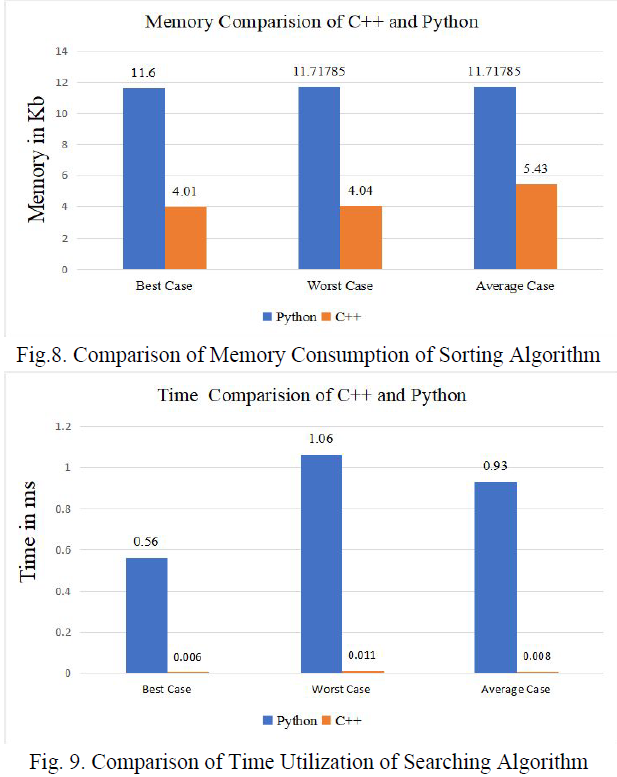 Memory Comparision of C++ and Python
14
12
10
8
6
4
2
0
Memory in Kb
11.6
4.01
11.71785
4.04
11.71785
5.43
Best Case
Worst Case
Average Case
Python C++
Fig.8. Comparison of Memory Consumption of Sorting Algorithm
Time Comparision of C++ and Python
1.2
1
0.8
0.6
0.4
0.2
0
Time in ms
0.56
0.006
1.06
0.011
0.93
0.008
Best Case
Worst Case
Average Case
Python C++
Fig. 9. Comparison of Time Utilization of Searching Algorithm